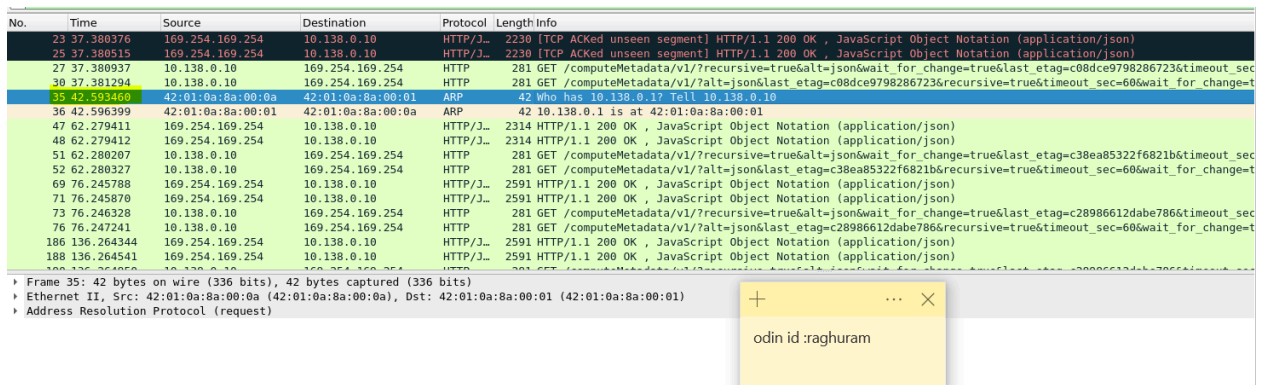 No. Time Source Destination Protocol Length Info
23 37.380376 169.254.169.254 10.138.0.10 HTTP/J… 2230 [TCP ACKed unseen segment] HTTP/1.1 200 OK , JavaScript Object Notation (application/json)
25 37.380515 169.254.169.254 10.138.0.10 HTTP/J… 2230 [TCP ACKed unseen segment] HTTP/1.1 200 OK , JavaScript Object Notation (application/json)
27 37.380937 10.138.0.10 169.254.169.254 HTTP 281 GET /computeMetadata/v1/?recursive=true&alt=json&wait_for_change=true&last_etag=c08dce9798286723&timeout_sec
30 37.381294 10.138.0.10 169.254.169.254 HTTP 281 GET /computeMetadata/v1/?alt=json&last_etag=c08dce9798286723&recursive=true&timeout_sec=60&wait_for_change=t
35 42.593460 42:01:0a:8a:00:0a 42:01:0a:8a:00:01 ARP 42 Who has 10.138.0.1? Tell 10.138.0.10
36 42.596399 42:01:0a:8a:00:01 42:01:0a:8a:00:0a ARP 42 10.138.0.1 is at 42:01:0a:8a:00:01
47 62.279411 169.254.169.254 10.138.0.10 HTTP/J… 2314 HTTP/1.1 200 OK , JavaScript Object Notation (application/json)
48 62.279412 169.254.169.254 10.138.0.10 HTTP/J… 2314 HTTP/1.1 200 OK , JavaScript Object Notation (application/json)
51 62.280207 10.138.0.10 169.254.169.254 HTTP 281 GET /computeMetadata/v1/?recursive=true&alt=json&wait_for_change=true&last_etag=c38ea85322f6821b&timeout_sec
52 62.280327 10.138.0.10 169.254.169.254 HTTP 281 GET /computeMetadata/v1/?alt=json&last_etag=c38ea85322f6821b&recursive=true&timeout_sec=60&wait_for_change=t
69 76.245788 169.254.169.254 10.138.0.10 HTTP/J… 2591 HTTP/1.1 200 OK , JavaScript Object Notation (application/json)
71 76.245870 169.254.169.254 10.138.0.10 HTTP/J… 2591 HTTP/1.1 200 OK , JavaScript Object Notation (application/json)
73 76.246328 10.138.0.10 169.254.169.254 HTTP 281 GET /computeMetadata/v1/?recursive=true&alt=json&wait_for_change=true&last_etag=c28986612dabe786&timeout_sec
76 76.247241 10.138.0.10 169.254.169.254 HTTP 281 GET /computeMetadata/v1/?alt=json&last_etag=c28986612dabe786&recursive=true&timeout_sec=60&wait_for_change=t
186 136.264344 169.254.169.254 10.138.0.10 HTTP/J… 2591 HTTP/1.1 200 OK , JavaScript Object Notation (application/json)
188 136.264541 169.254.169.254 10.138.0.10 HTTP/J… 2591 HTTP/1.1 200 OK , JavaScript Object Notation (application/json)
Frame 35: 42 bytes on wire (336 bits), 42 bytes captured (336 bits)
Ethernet II, Src: 42:01:0a:8a:00:0a (42:01:0a:8a:00:0a), Dst: 42:01:0a:8a:00:01 (42:01:0a:8a:00:01)
Address Resolution Protocol (request)
odin id :raghuram